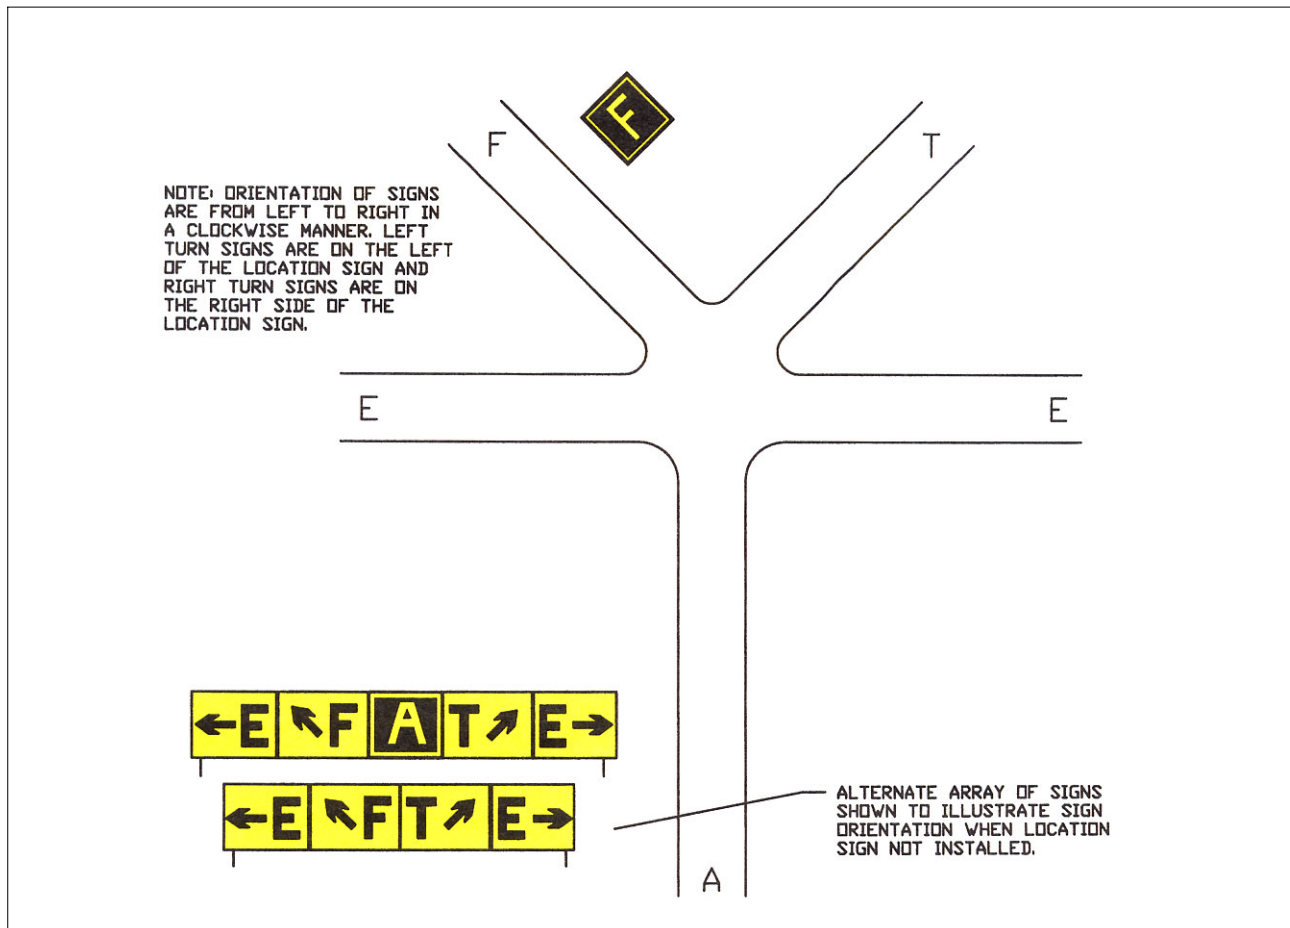 F
F
T
NOTE: ORIENTATION OF SIGNS
ARE FROM LEFT TO RIGHT IN
A CLOCKWISE MANNER. LEFT
TURN SIGNS ARE ON THE LEFT
OF THE LOCATION SIGN AND
RIGHT TURN SIGNS ARE ON
THE RIGHT SIDE OF THE
LOCATION SIGN.
E
E
←E ↖F A T↗ E→
←E ↖F T↗ E→
ALTERNATE ARRAY OF SIGNS
SHOWN TO ILLUSTRATE SIGN
ORIENTATION WHEN LOCATION
SIGN NOT INSTALLED.
A